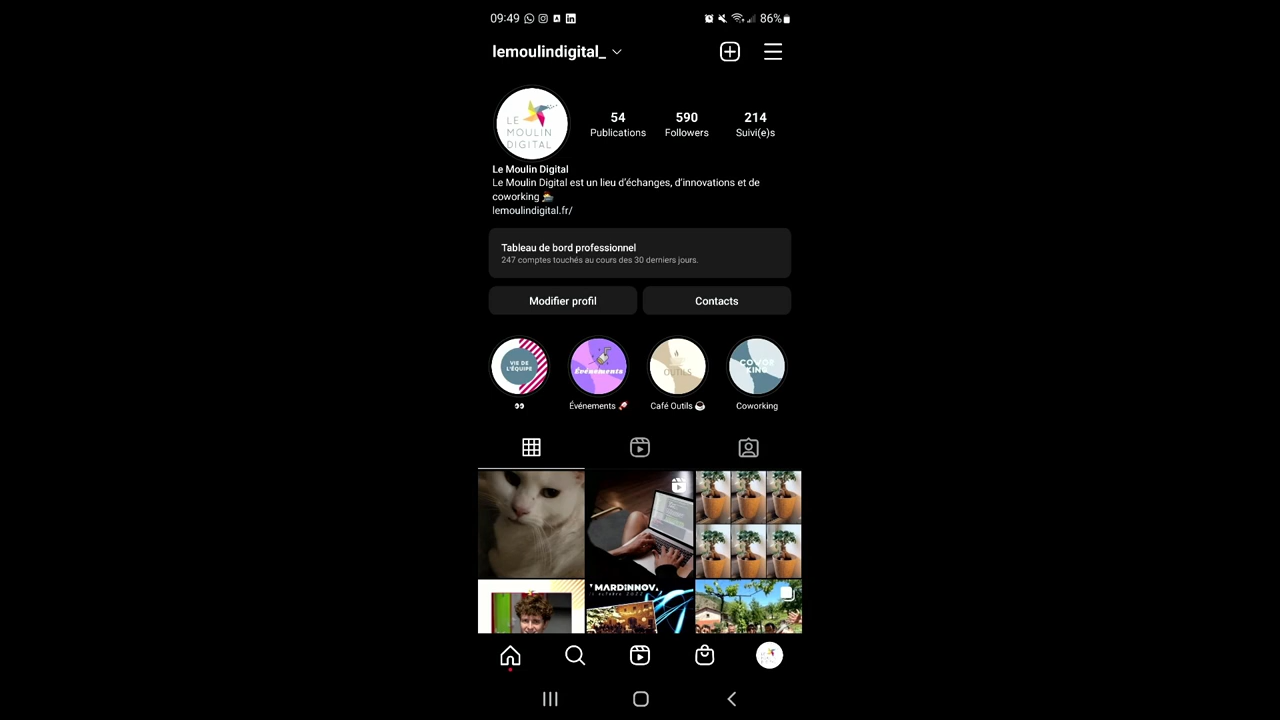 09:49
86%
lemoulindigital_
LE
MOULIN
DIGITAL
54
590
214
Publications
Followers
Suivi(e)s
Le Moulin Digital
Le Moulin Digital est un lieu d'échanges, d'innovations et de
coworking
lemoulindigital.fr/
Tableau de bord professionnel
247 comptes touchés au cours des 30 derniers jours.
Modifier profil
Contacts
VIE DE
L'ÉQUIPE
Événements
OUTILS
COWOR
KING
Événements
Café Outils
Coworking
MARDINNOV.